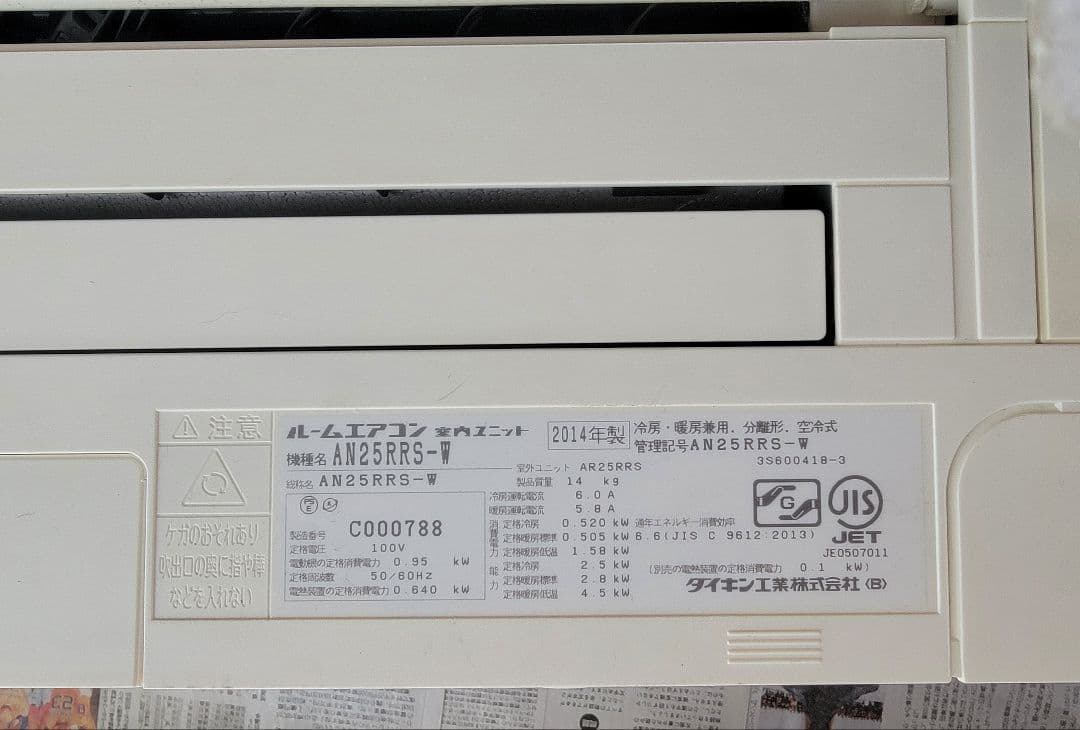 注意
ケガのおそれあり
吹出口の奥に指や棒
などを入れない
ルームエアコン 室内ユニット
2014年製
冷房・暖房兼用．分離形．空冷式
機種名 AN25RRS-W
管理記号AN25RRS-W
3S600418-3
総称名 AN25RRS-W
室外ユニット AR25RRS
製品質量 14 kg
PS E
製造番号 C000788
定格電圧 100V
電動機の定格消費電力 0.95 kW
定格周波数 50/60HZ
電熱装置の定格消費電力 0.640 kW
冷房運転電流 6.0 A
暖房運転電流 5.8 A
消費電力
定格冷房 0.520 kW
定格暖房標準 0.505 kW
定格暖房低温 1.58 kW
能力
定格冷房 2.5 kW
定格暖房標準 2.8 kW
定格暖房低温 4.5 kW
通年エネルギー消費効率
6.6(JIS C 9612:2013)
G
JIS
JET
JE0507011
(別売の電熱装置の定格消費電力 0.1 kW)
ダイキン工業株式会社 (B)